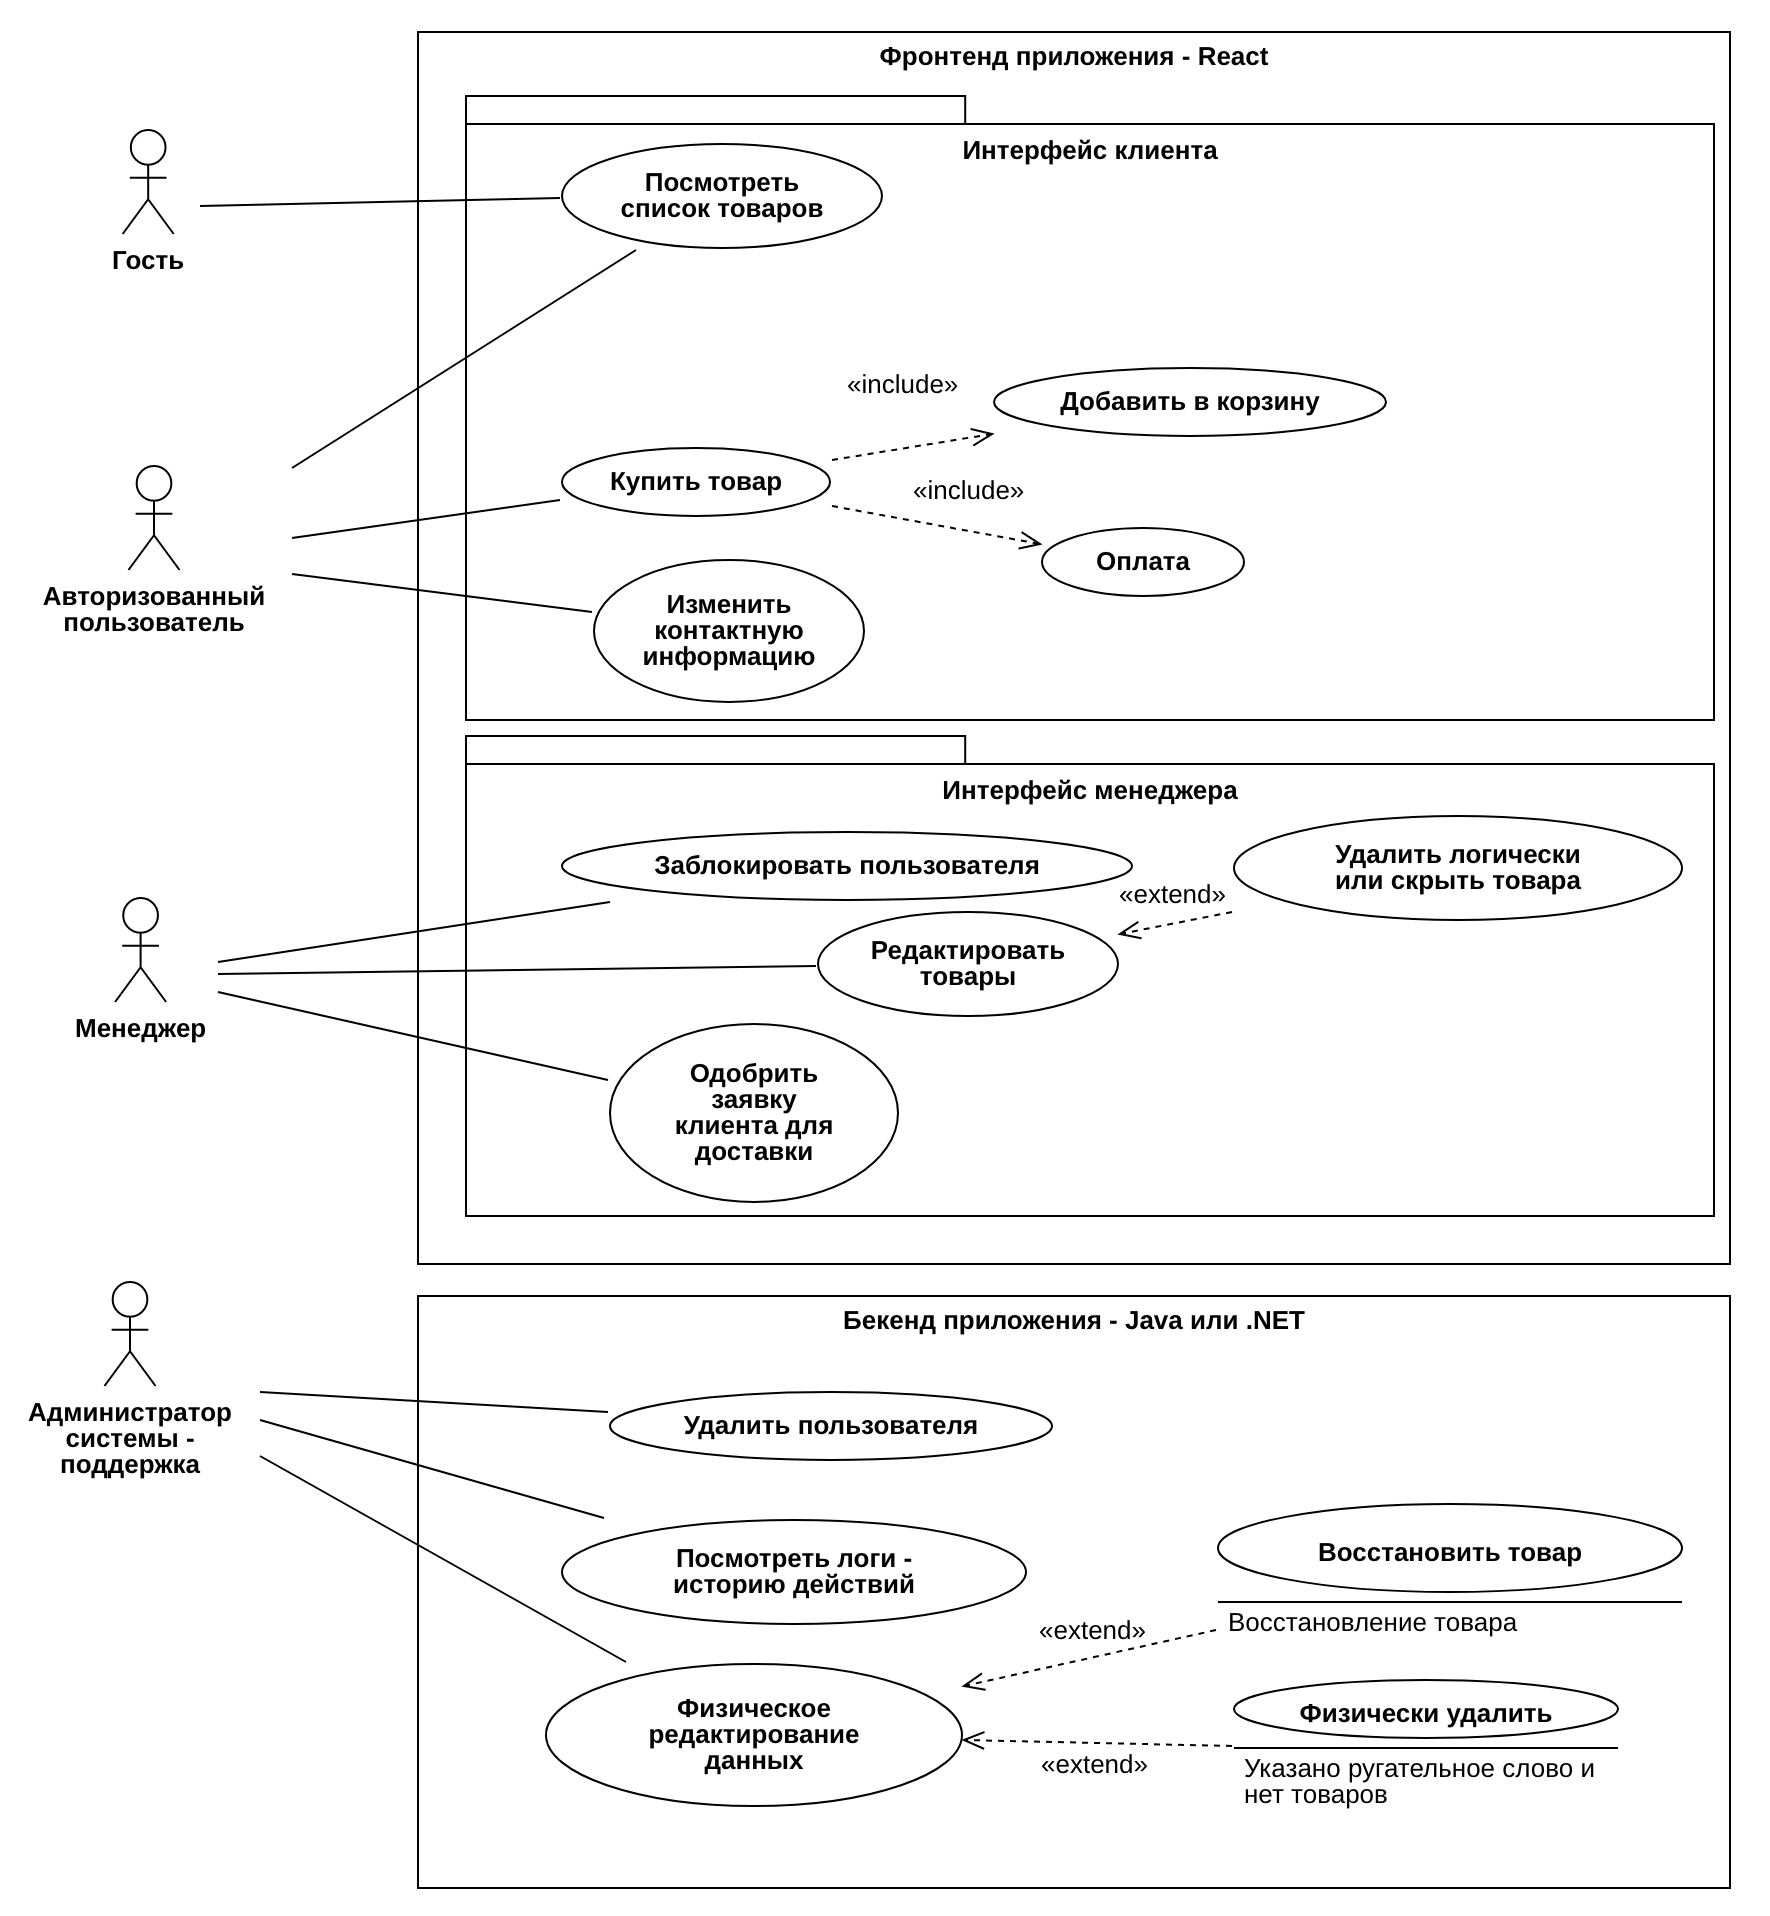 Фронтенд приложения - React
Интерфейс клиента
Посмотреть
список товаров
Гость
«include»
Добавить в корзину
Купить товар
«include»
Оплата
Авторизованный
пользователь
Изменить
контактную
информацию
Интерфейс менеджера
Заблокировать пользователя
Удалить логически
или скрыть товара
«extend»
Редактировать
товары
Менеджер
Одобрить
заявку
клиента для
доставки
Бекенд приложения - Java или .NET
Администратор
системы -
поддержка
Удалить пользователя
Посмотреть логи -
историю действий
Восстановить товар
Восстановление товара
«extend»
Физическое
редактирование
данных
Физически удалить
«extend»
Указано ругательное слово и
нет товаров